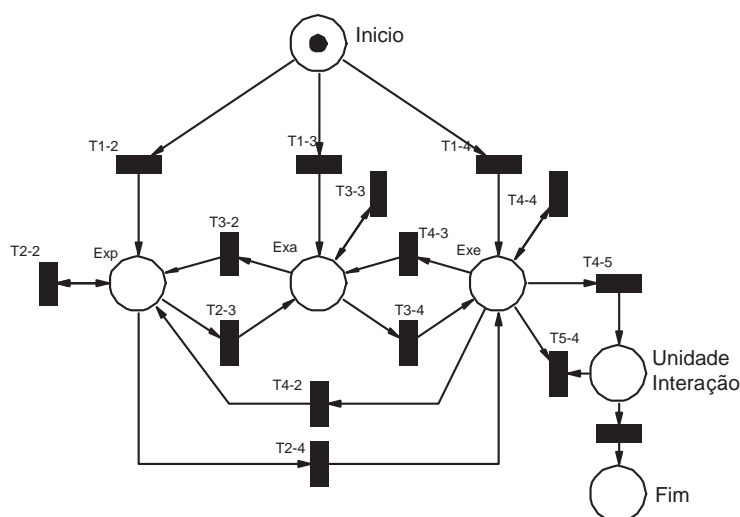 Inicio
T1-2
T1-3
T1-4
T3-3
T4-4
T3-2
T4-3
Exp
Exa
Exe
T2-2
T4-5
T2-3
T3-4
T5-4
Unidade
Interação
T4-2
T2-4
Fim